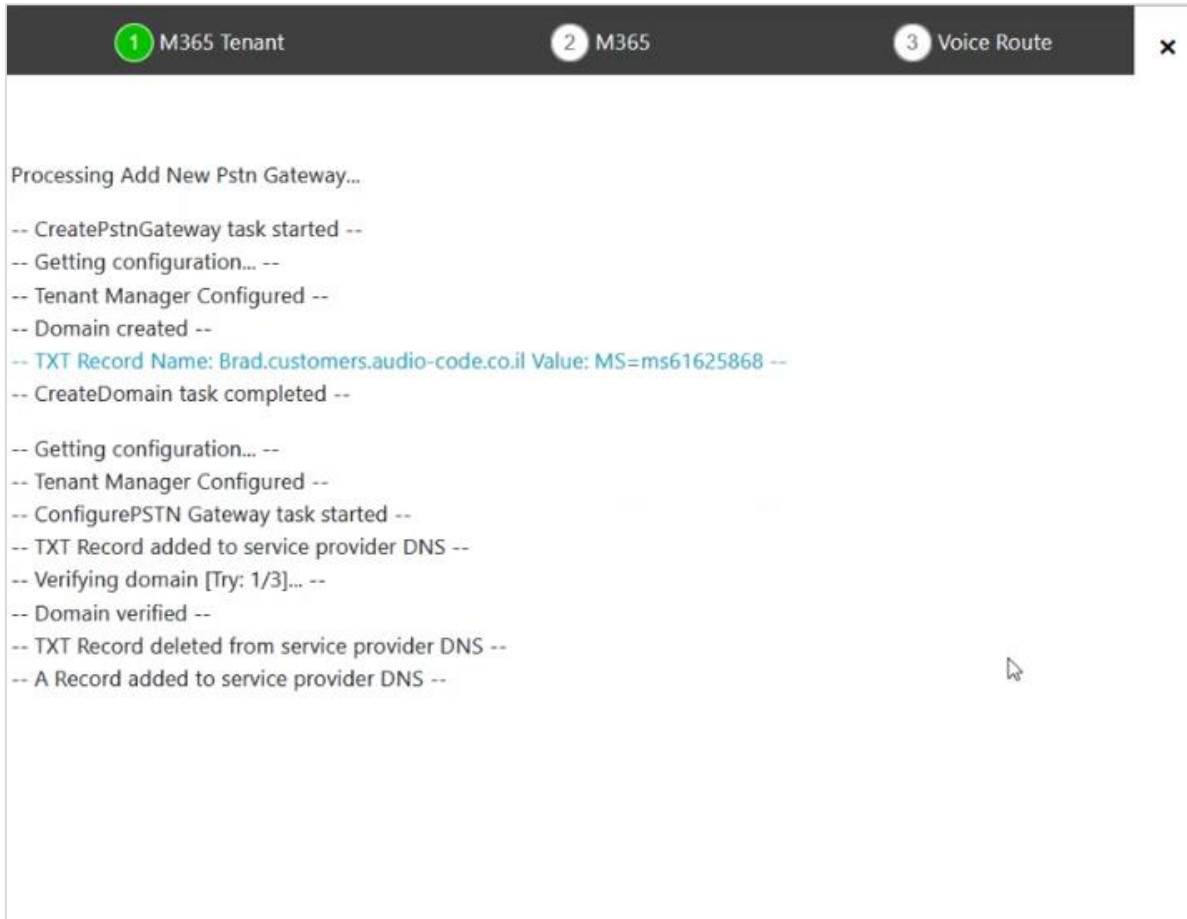 1 M365 Tenant 2 M365 3 Voice Route ×
Processing Add New Pstn Gateway...
-- CreatePstnGateway task started --
-- Getting configuration... --
-- Tenant Manager Configured --
-- Domain created --
-- TXT Record Name: Brad.customers.audio-code.co.il Value: MS=ms61625868 --
-- CreateDomain task completed --
-- Getting configuration... --
-- Tenant Manager Configured --
-- ConfigurePSTN Gateway task started --
-- TXT Record added to service provider DNS --
-- Verifying domain [Try: 1/3]... --
-- Domain verified --
-- TXT Record deleted from service provider DNS --
-- A Record added to service provider DNS --